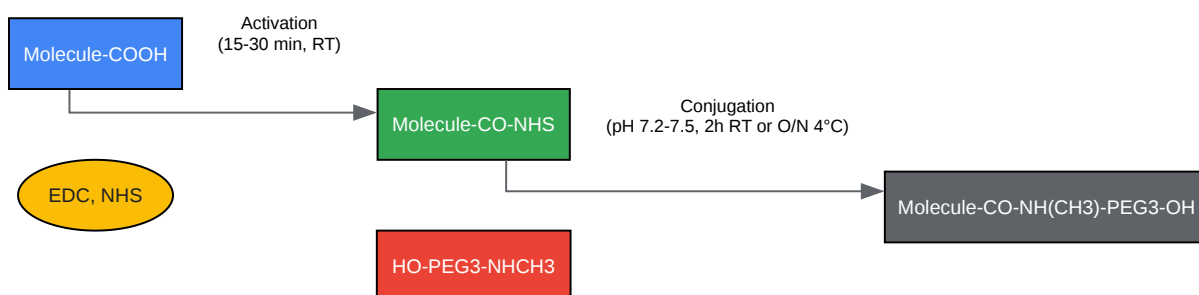 Activation
(15-30 min, RT)
Molecule-COOH
Molecule-CO-NHS
Conjugation
(pH 7.2-7.5, 2h RT or O/N 4°C)
EDC, NHS
Molecule-CO-NH(CH3)-PEG3-OH
HO-PEG3-NHCH3